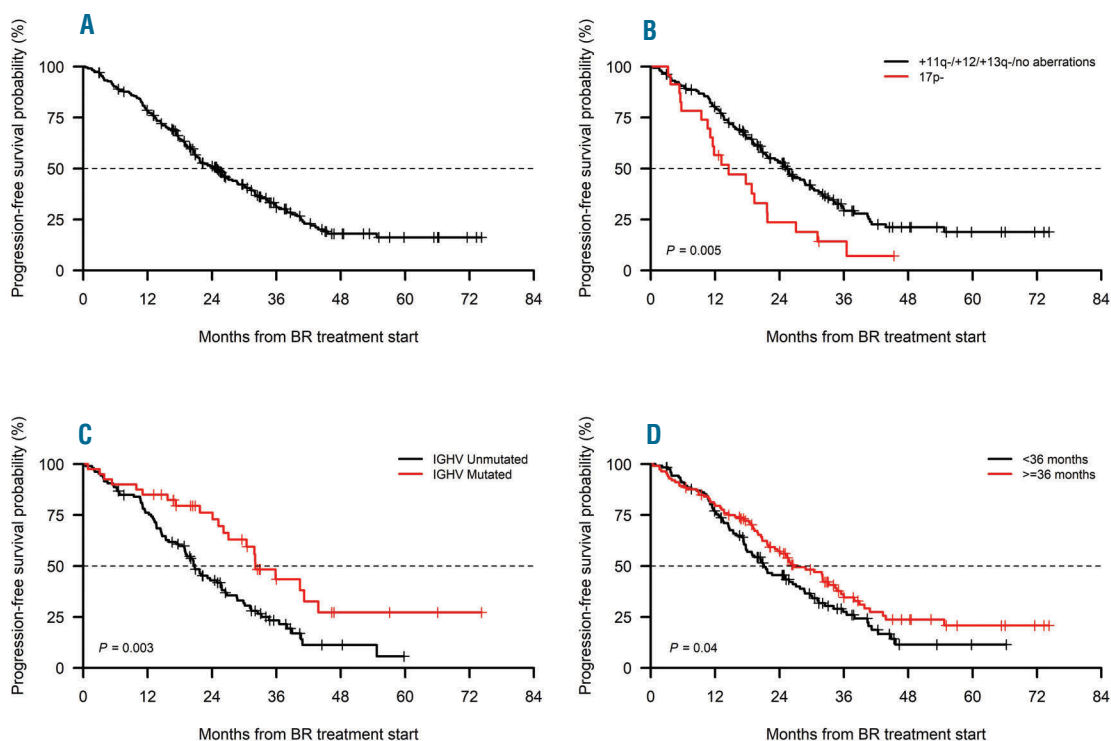 A
Progression-free survival probability (%)
100
75
50
25
0
0 12 24 36 48 60 72 84
Months from BR treatment start
B
Progression-free survival probability (%)
+11q-/+12/+13q-/no aberrations
17p-
100
75
50
25
0
P = 0.005
0 12 24 36 48 60 72 84
Months from BR treatment start
C
Progression-free survival probability (%)
IGHV Unmutated
IGHV Mutated
100
75
50
25
0
P = 0.003
0 12 24 36 48 60 72 84
Months from BR treatment start
D
Progression-free survival probability (%)
<36 months
>=36 months
100
75
50
25
0
P = 0.04
0 12 24 36 48 60 72 84
Months from BR treatment start